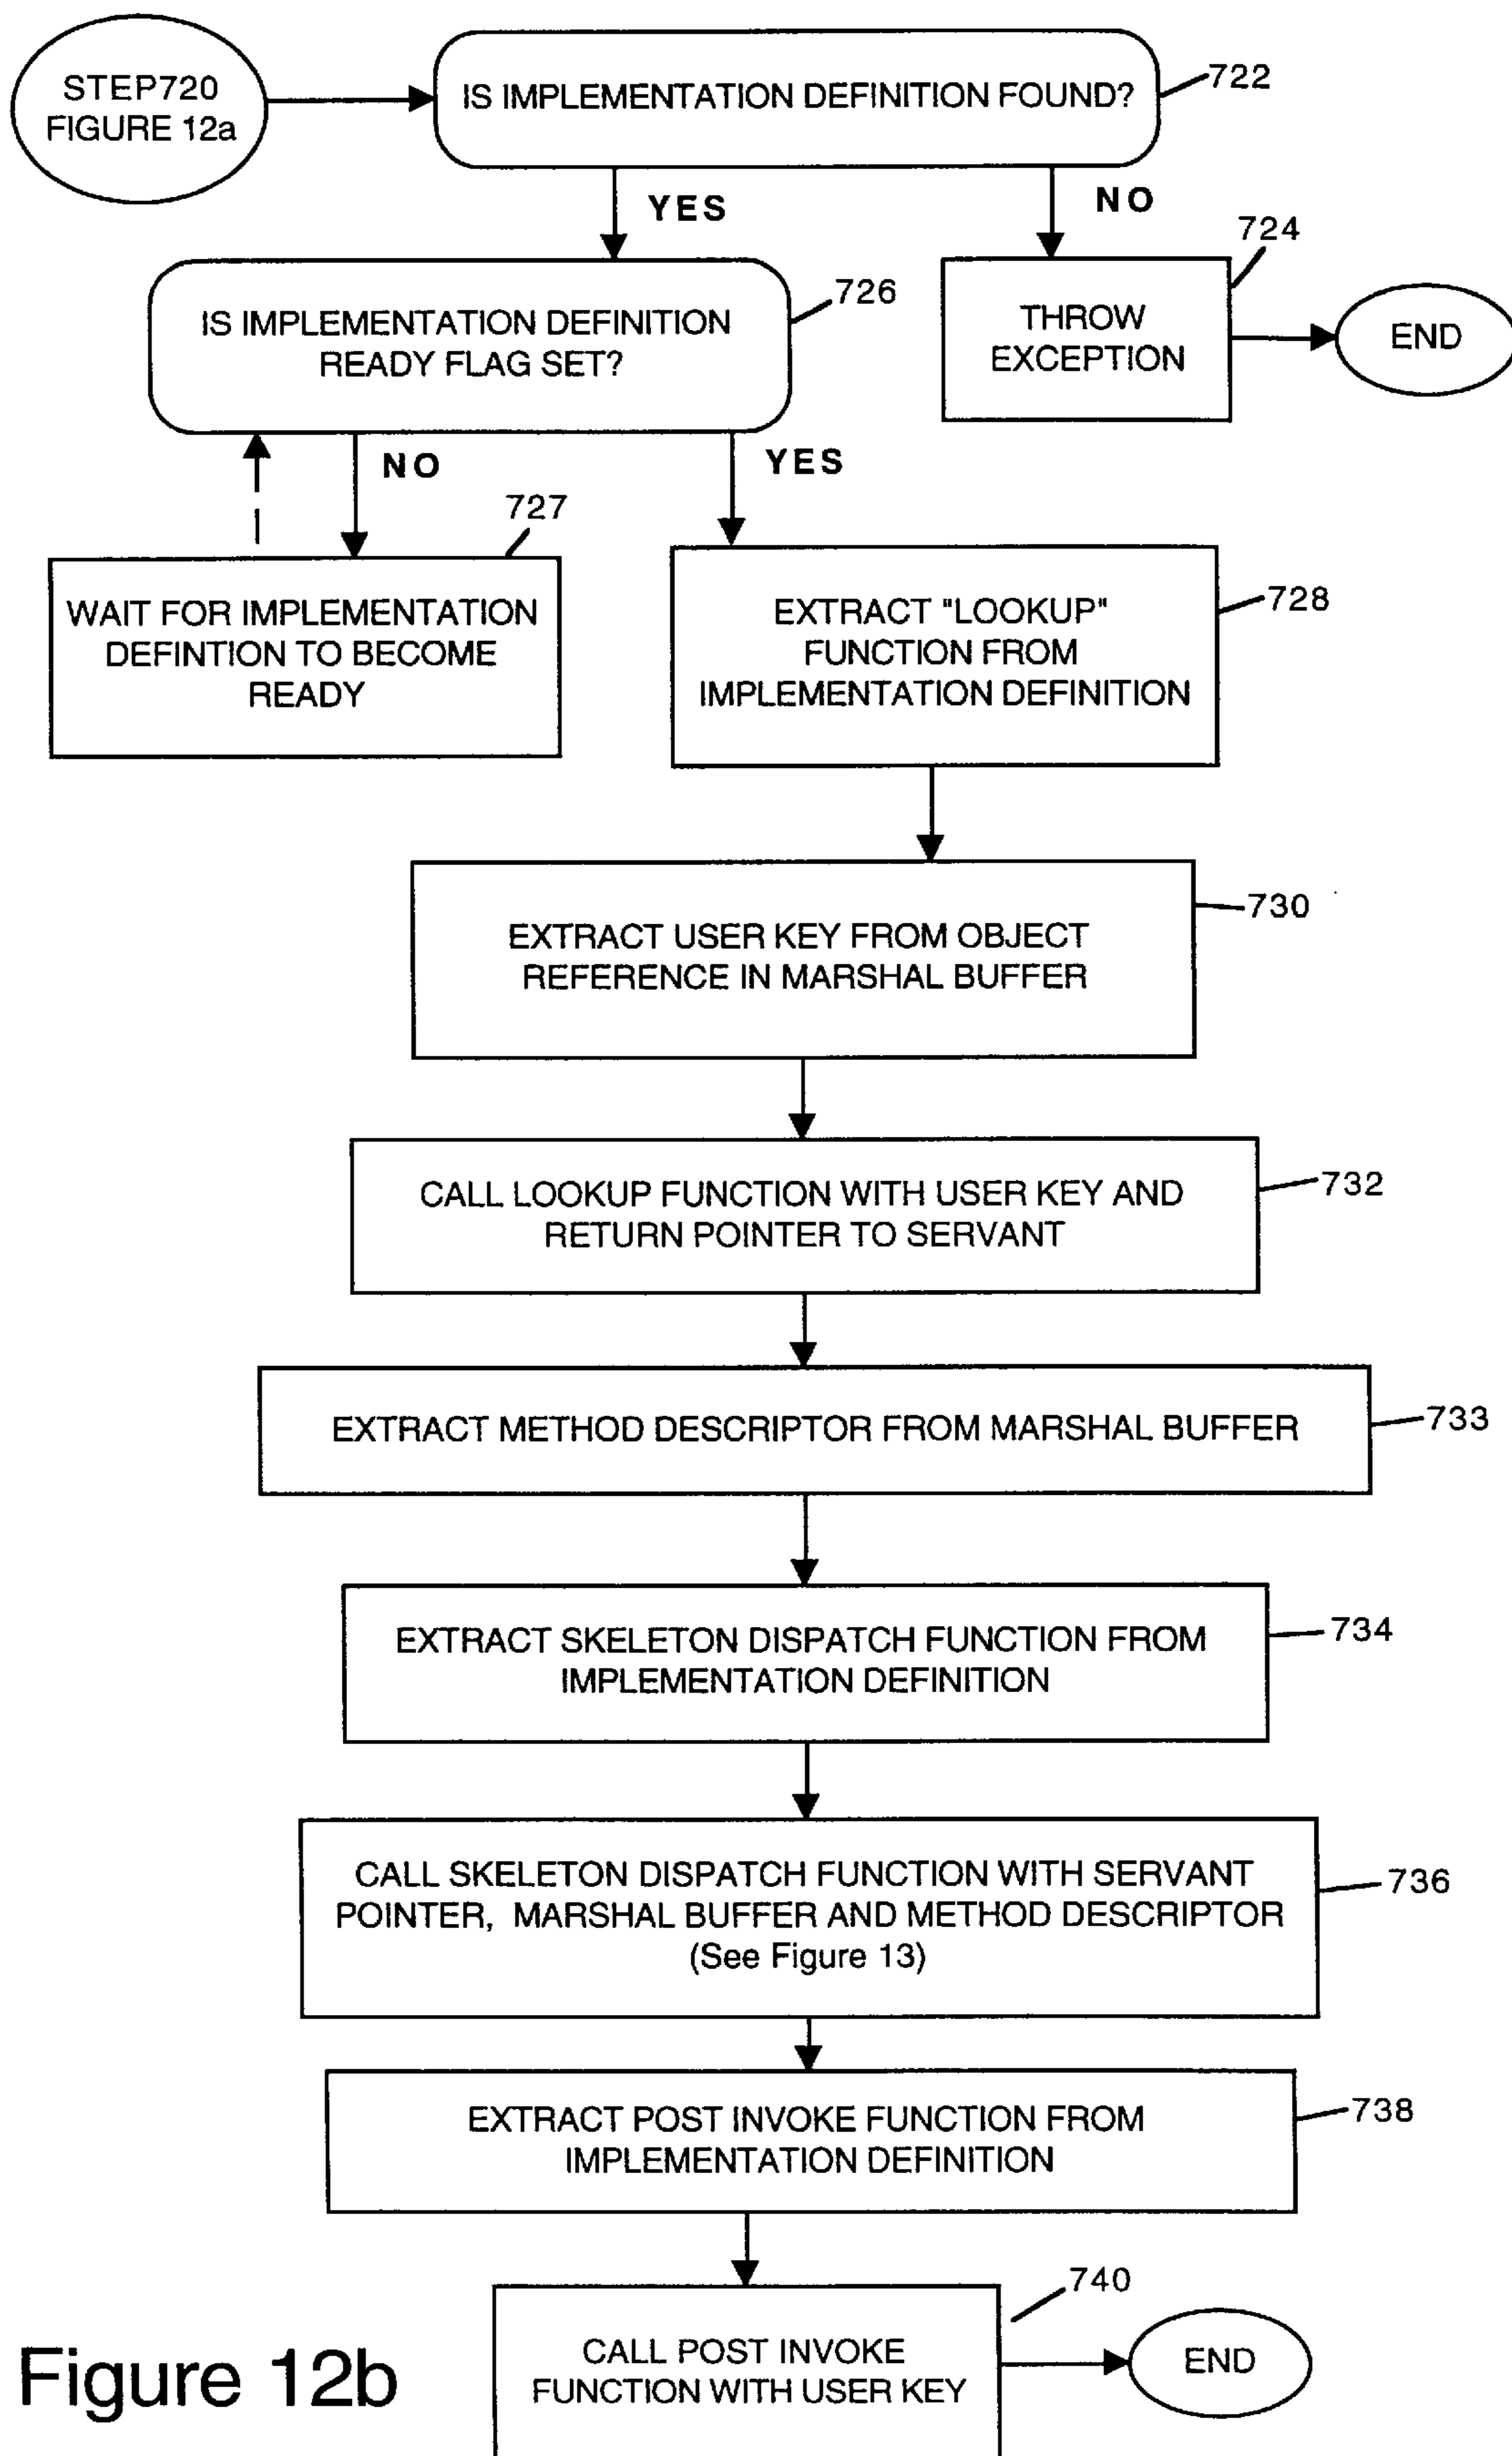 STEP720
FIGURE 12a
IS IMPLEMENTATION DEFINITION FOUND?
722
YES
NO
724
THROW
EXCEPTION
END
726
IS IMPLEMENTATION DEFINITION
READY FLAG SET?
NO
YES
727
WAIT FOR IMPLEMENTATION
DEFINTION TO BECOME
READY
728
EXTRACT "LOOKUP"
FUNCTION FROM
IMPLEMENTATION DEFINITION
730
EXTRACT USER KEY FROM OBJECT
REFERENCE IN MARSHAL BUFFER
732
CALL LOOKUP FUNCTION WITH USER KEY AND
RETURN POINTER TO SERVANT
733
EXTRACT METHOD DESCRIPTOR FROM MARSHAL BUFFER
734
EXTRACT SKELETON DISPATCH FUNCTION FROM
IMPLEMENTATION DEFINITION
736
CALL SKELETON DISPATCH FUNCTION WITH SERVANT
POINTER, MARSHAL BUFFER AND METHOD DESCRIPTOR
(See Figure 13)
738
EXTRACT POST INVOKE FUNCTION FROM
IMPLEMENTATION DEFINITION
740
CALL POST INVOKE
FUNCTION WITH USER KEY
END
Figure 12b